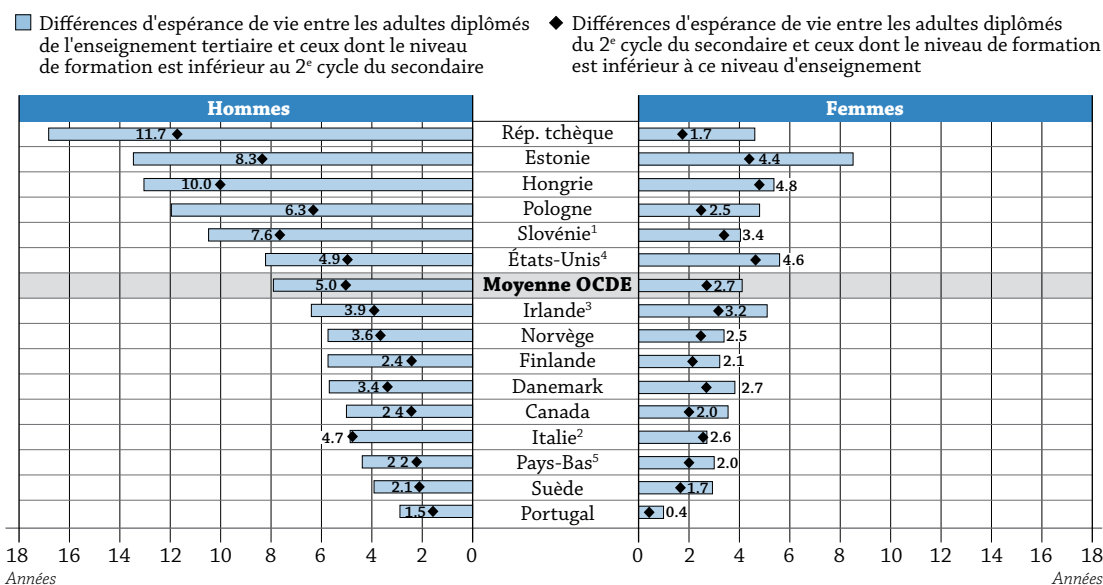 Différences d'espérance de vie entre les adultes diplômés
de l'enseignement tertiaire et ceux dont le niveau
de formation est inférieur au 2e cycle du secondaire
Différences d'espérance de vie entre les adultes diplômés
du 2e cycle du secondaire et ceux dont le niveau de formation
est inférieur à ce niveau d'enseignement
Hommes Femmes
11.7 Rép. tchèque 1.7
8.3 Estonie 4.4
10.0 Hongrie 4.8
6.3 Pologne 2.5
7.6 Slovénie1 3.4
4.9 États-Unis4 4.6
5.0 Moyenne OCDE 2.7
3.9 Irlande3 3.2
3.6 Norvège 2.5
2.4 Finlande 2.1
3.4 Danemark 2.7
2 4 Canada 2.0
4.7 Italie2 2.6
2 2 Pays-Bas5 2.0
2.1 Suède 1.7
1.5 Portugal 0.4
18 16 14 12 10 8 6 4 2 0 0 2 4 6 8 10 12 14 16 18
Années Années